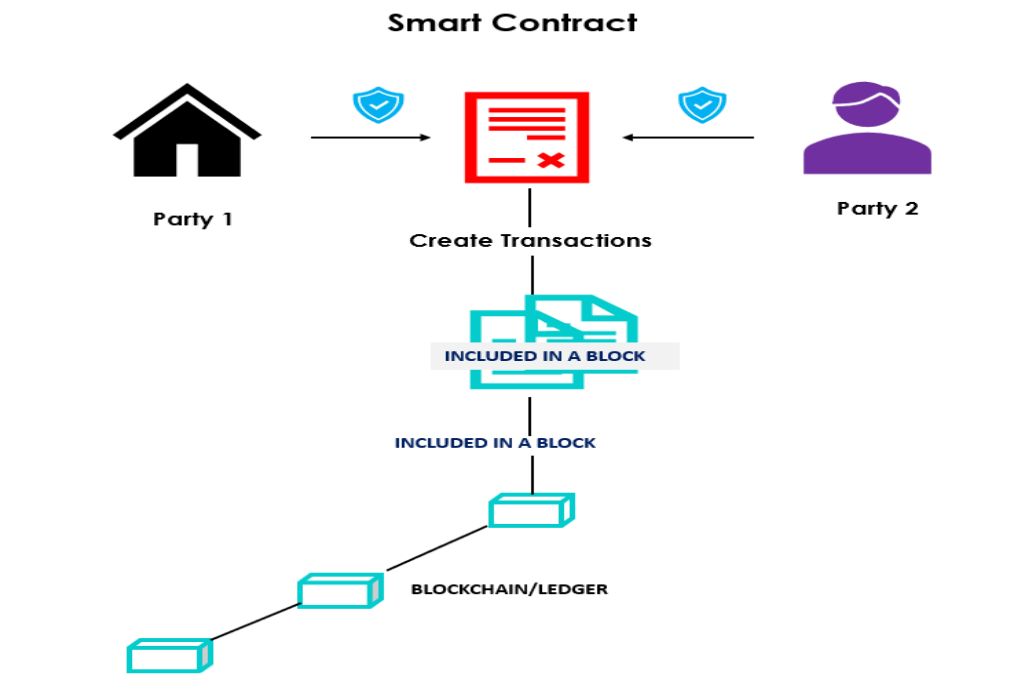 Smart Contract
Party 1
Party 2
Create Transactions
INCLUDED IN A BLOCK
INCLUDED IN A BLOCK
BLOCKCHAIN/LEDGER